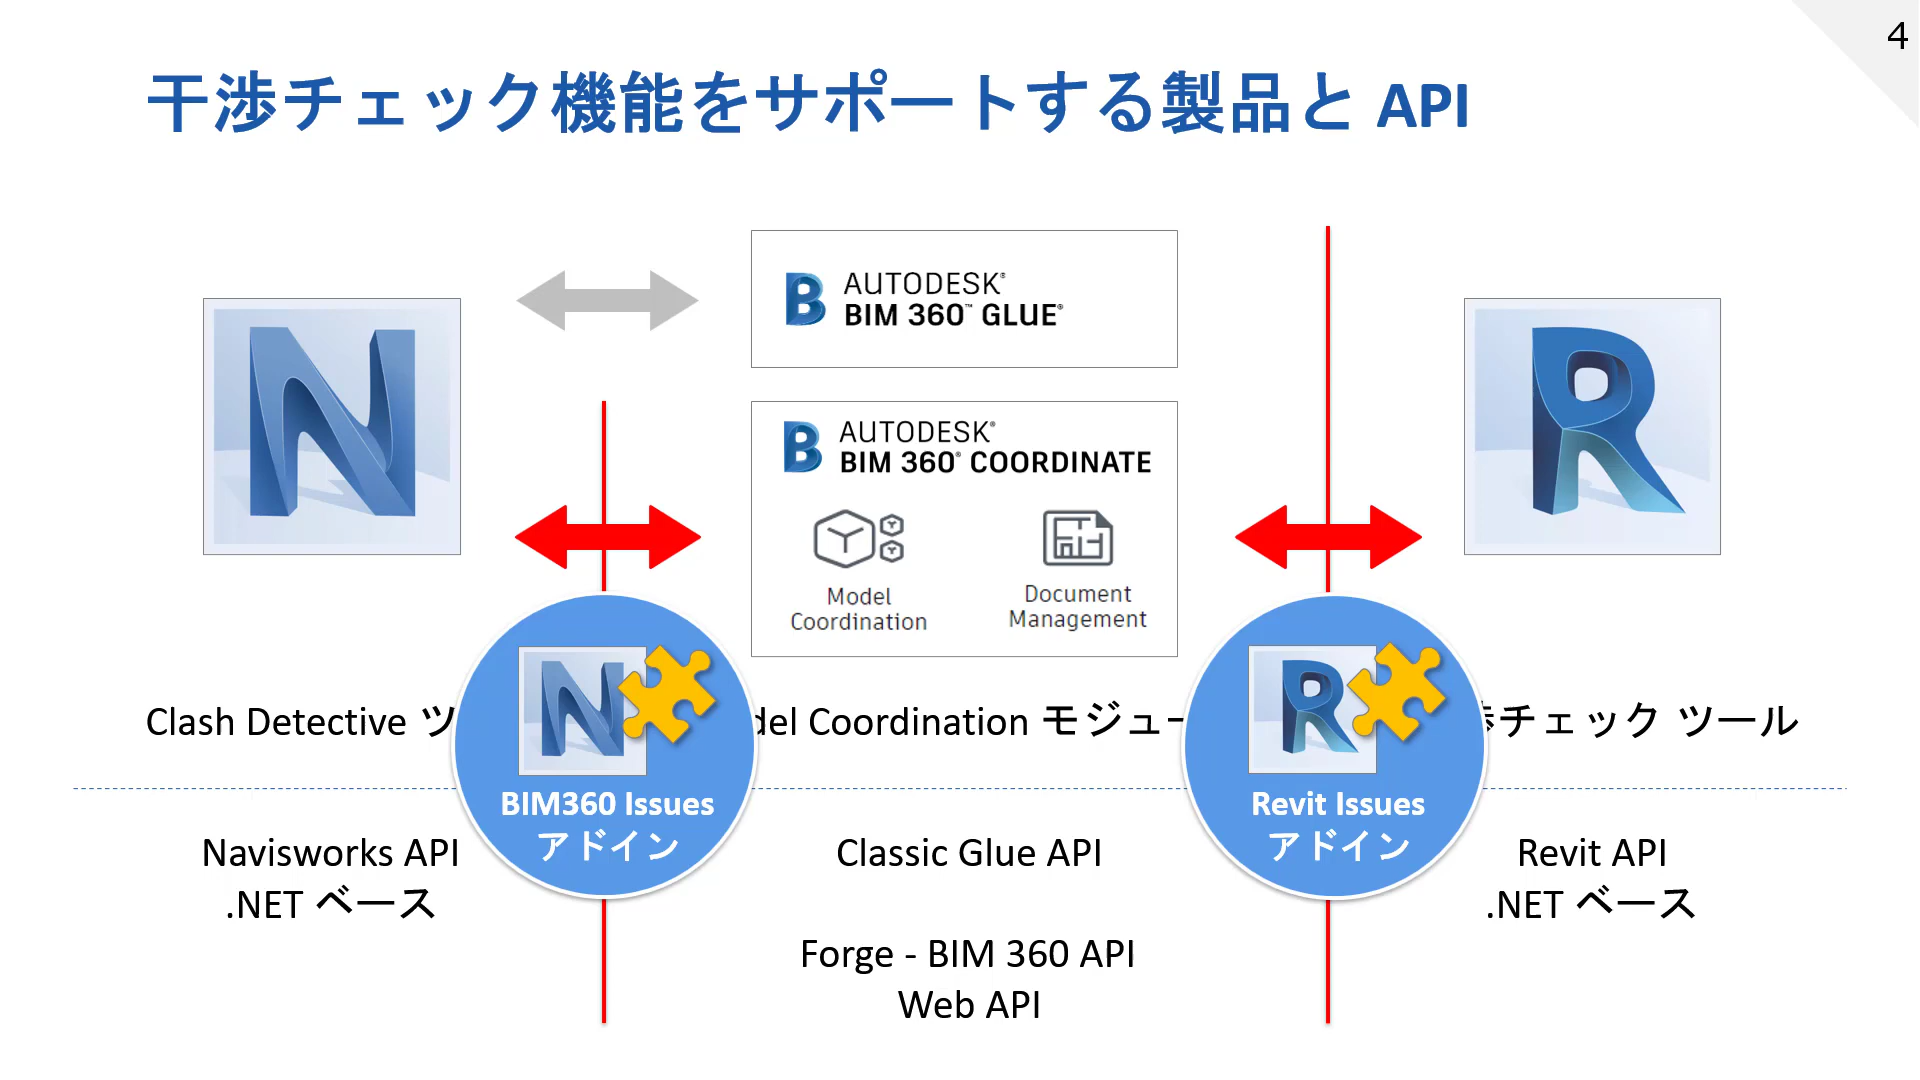 4
干渉チェック機能をサポートする製品と API
AUTODESK®
BIM 360™ GLUE®
AUTODESK®
BIM 360® COORDINATE
Model
Coordination
Document
Management
Clash Detective
Coordination モジュー
チェック ツール
BIM360 Issues
アドイン
Revit Issues
アドイン
Navisworks API
.NET ベース
Classic Glue API
Forge - BIM 360 API
Web API
Revit API
.NET ベース